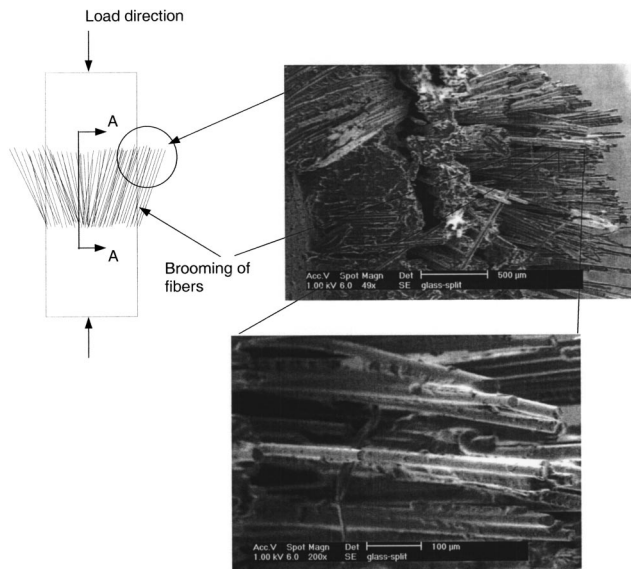 Load direction
A
A
Brooming of
fibers
Acc.V Spot Magn Det 500 µm
1.00 kV 6.0 49x SE glass-split
Acc.V Spot Magn Det 100 µm
1.00 kV 6.0 200x SE glass-split